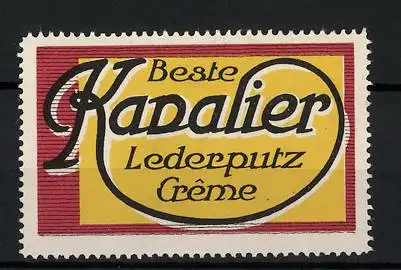 Beste
Kavalier
Lederputz
Crême